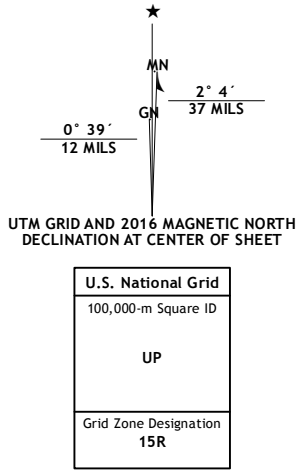 ★
MN
GN
2° 4´
37 MILS
0° 39´
12 MILS
UTM GRID AND 2016 MAGNETIC NORTH
DECLINATION AT CENTER OF SHEET
U.S. National Grid
100,000-m Square ID
UP
Grid Zone Designation
15R